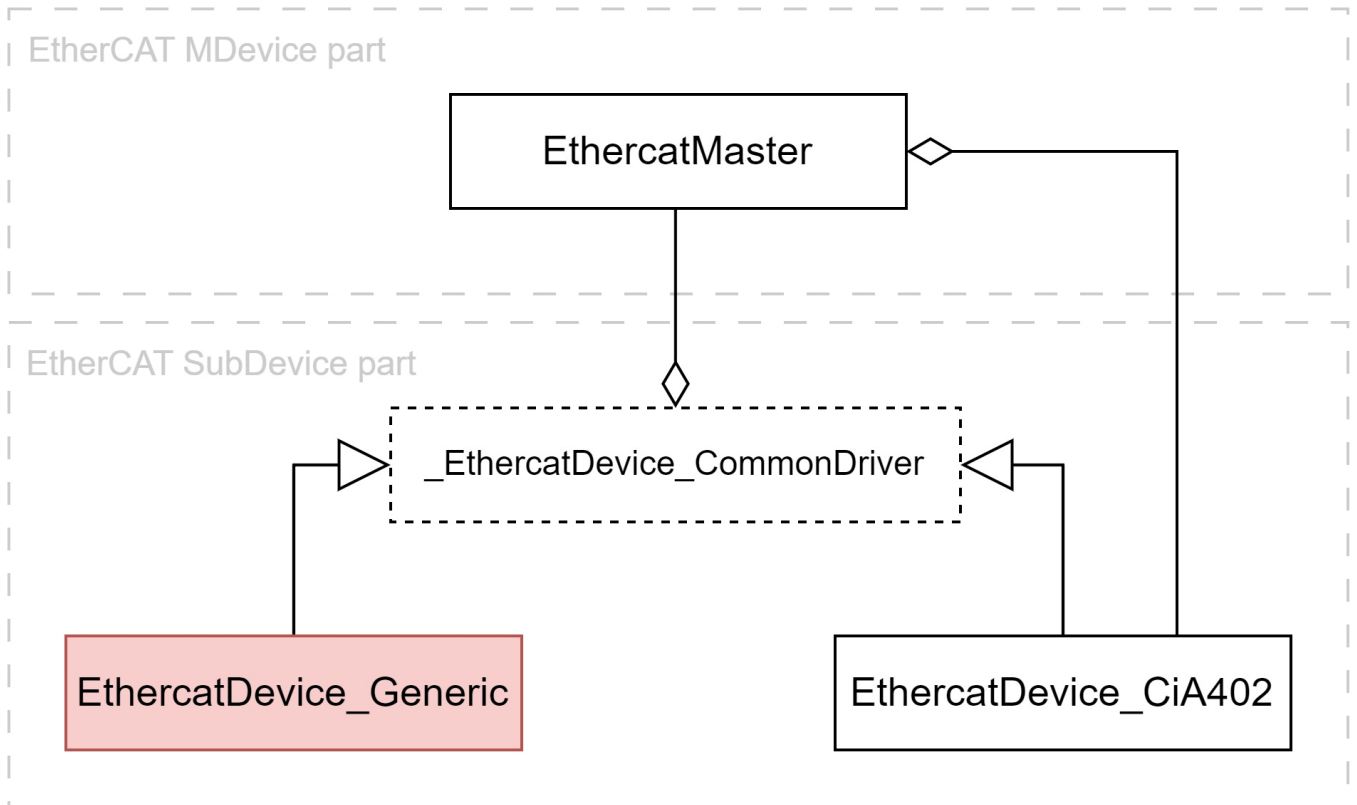 EtherCAT MDevice part
EthercatMaster
EtherCAT SubDevice part
_EthercatDevice_CommonDriver
EthercatDevice_Generic
EthercatDevice_CiA402